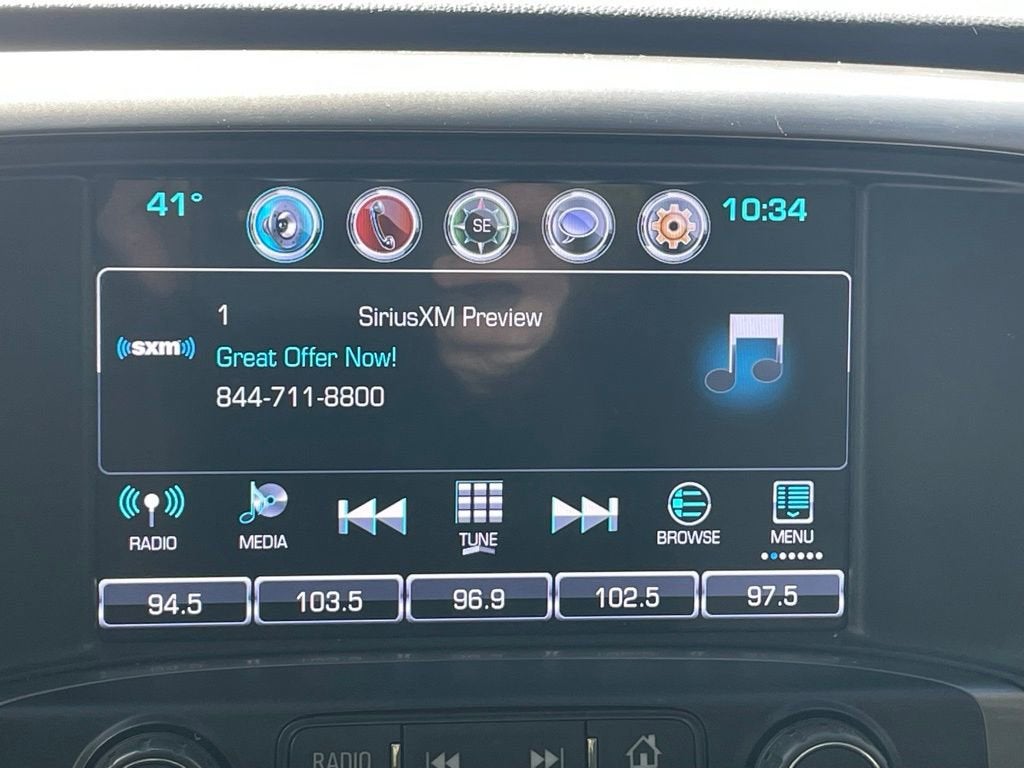 41° SE 10:34
1 SiriusXM Preview
((sxm))
Great Offer Now!
844-711-8800
RADIO MEDIA TUNE BROWSE MENU
94.5 103.5 96.9 102.5 97.5
RADIO